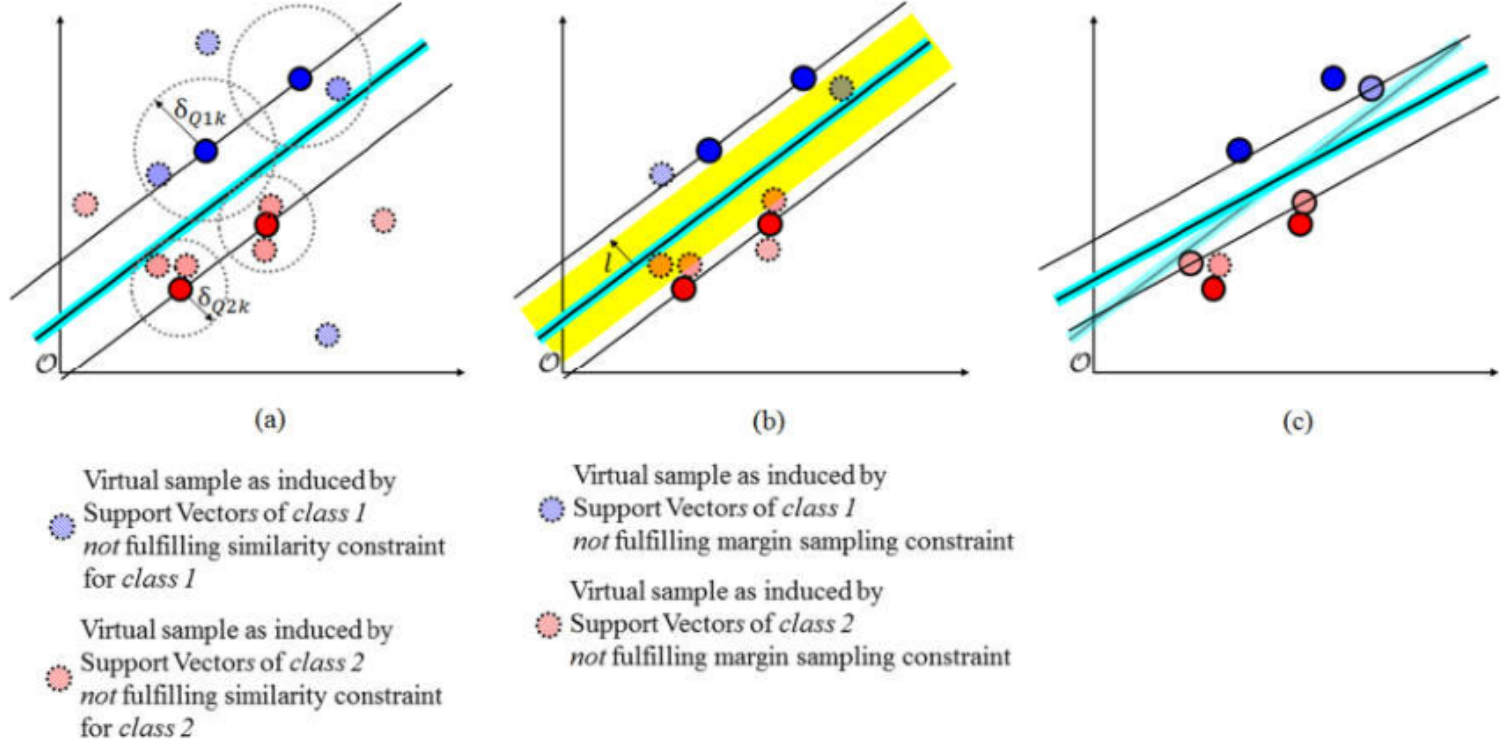 δQ1k
δQ2k
𝒪
(a)
l
𝒪
(b)
𝒪
(c)
Virtual sample as induced by
Support Vectors of class 1
not fulfilling similarity constraint
for class 1
Virtual sample as induced by
Support Vectors of class 2
not fulfilling similarity constraint
for class 2
Virtual sample as induced by
Support Vectors of class 1
not fulfilling margin sampling constraint
Virtual sample as induced by
Support Vectors of class 2
not fulfilling margin sampling constraint